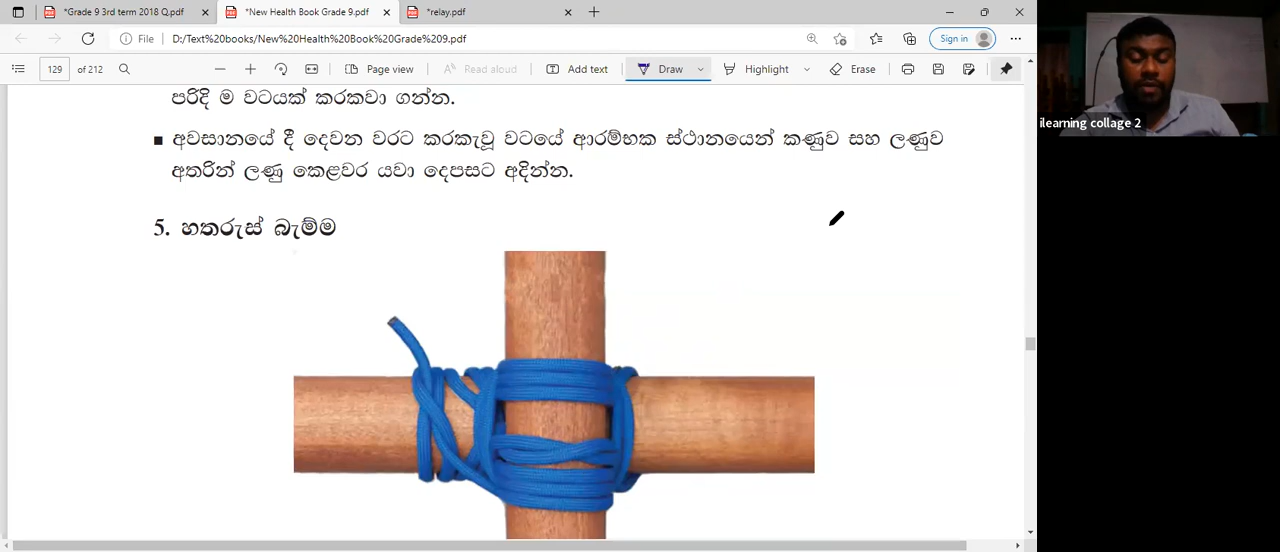 *Grade 9 3rd term 2018 Q.pdf
*New Health Book Grade 9.pdf
*relay.pdf
File
D:/Text%20books/New%20Health%20Book%20Grade%209.pdf
Sign in
129 of 212
Page view
Read aloud
Add text
Draw
Highlight
Erase
ilearning collage 2
පරිදි ම වටයක් කරකවා ගන්න.
■ අවසානයේ දී දෙවන වරට කරකැවූ වටයේ ආරම්භක ස්ථානයෙන් කණුව සහ ලණුව
අතරින් ලණු කෙළවර යවා දෙපසට අදින්න.
5. හතරුස් බැම්ම